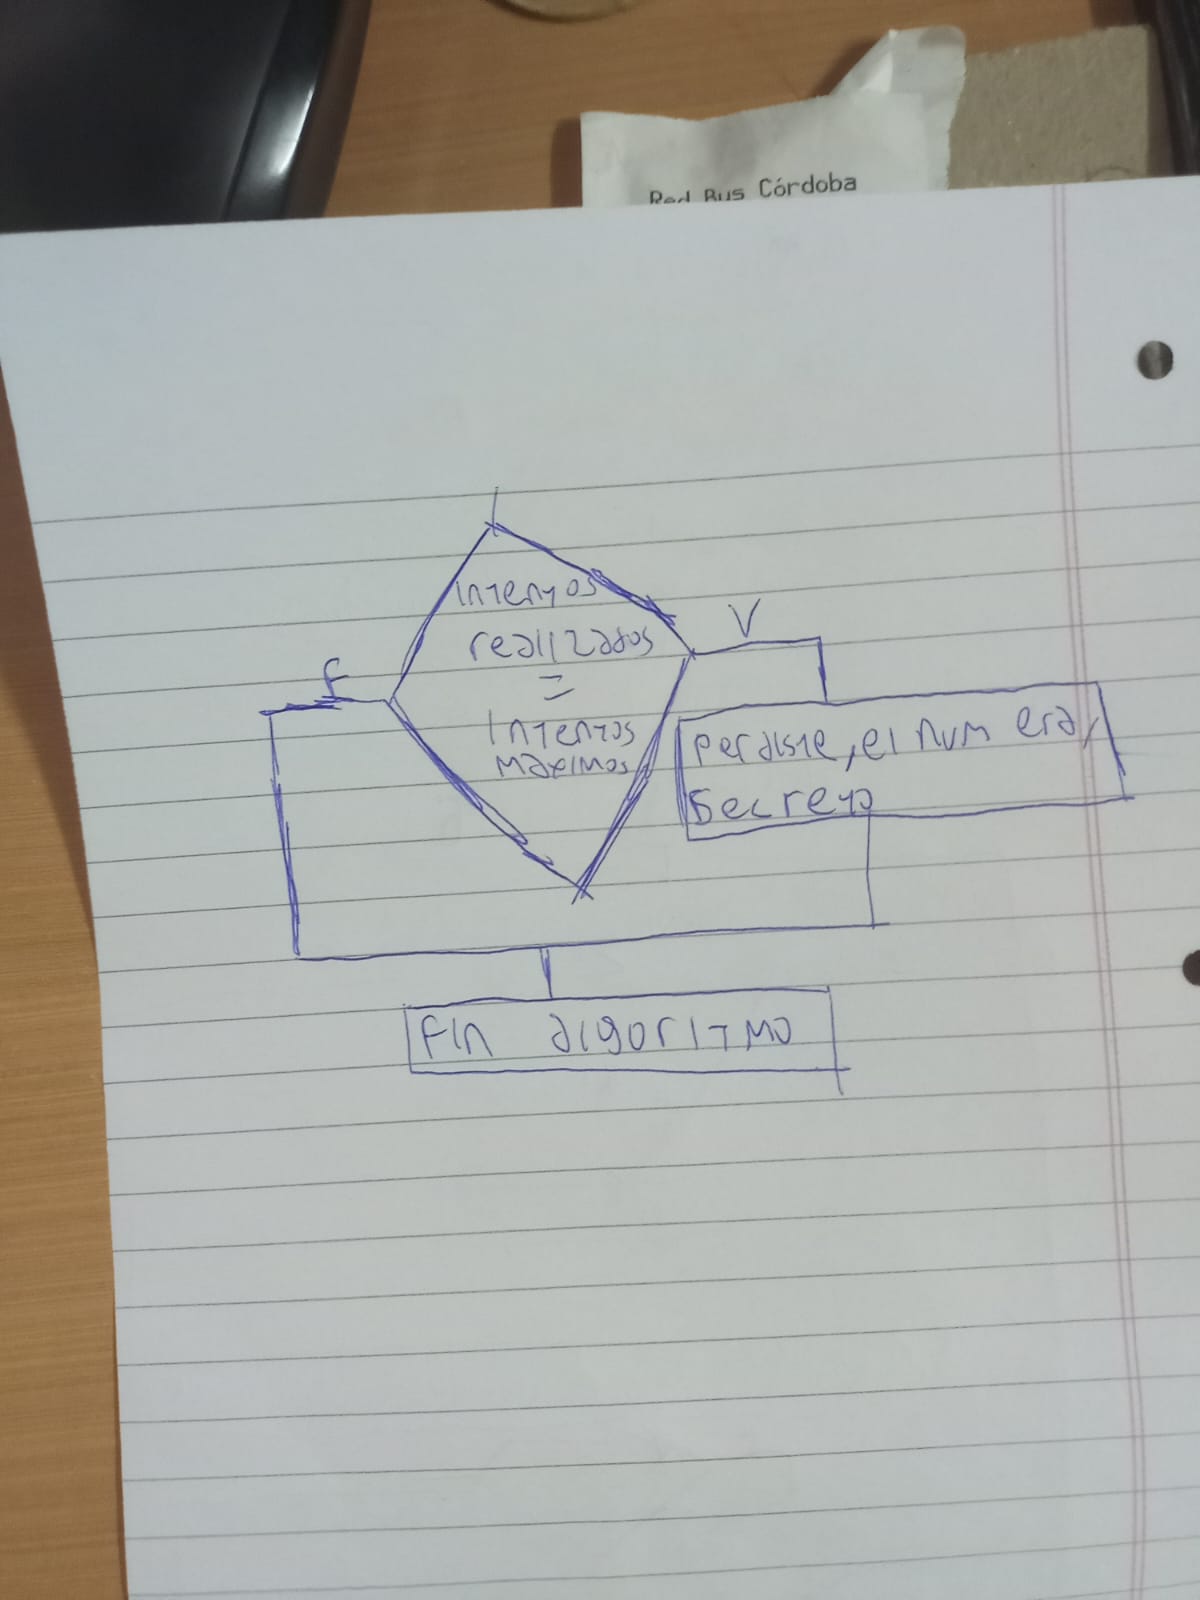 Red Bus Córdoba
Intentos
realizados
=
Intentos
maximos
F
V
Perdiste, el num era,
secreto
Fin algoritmo